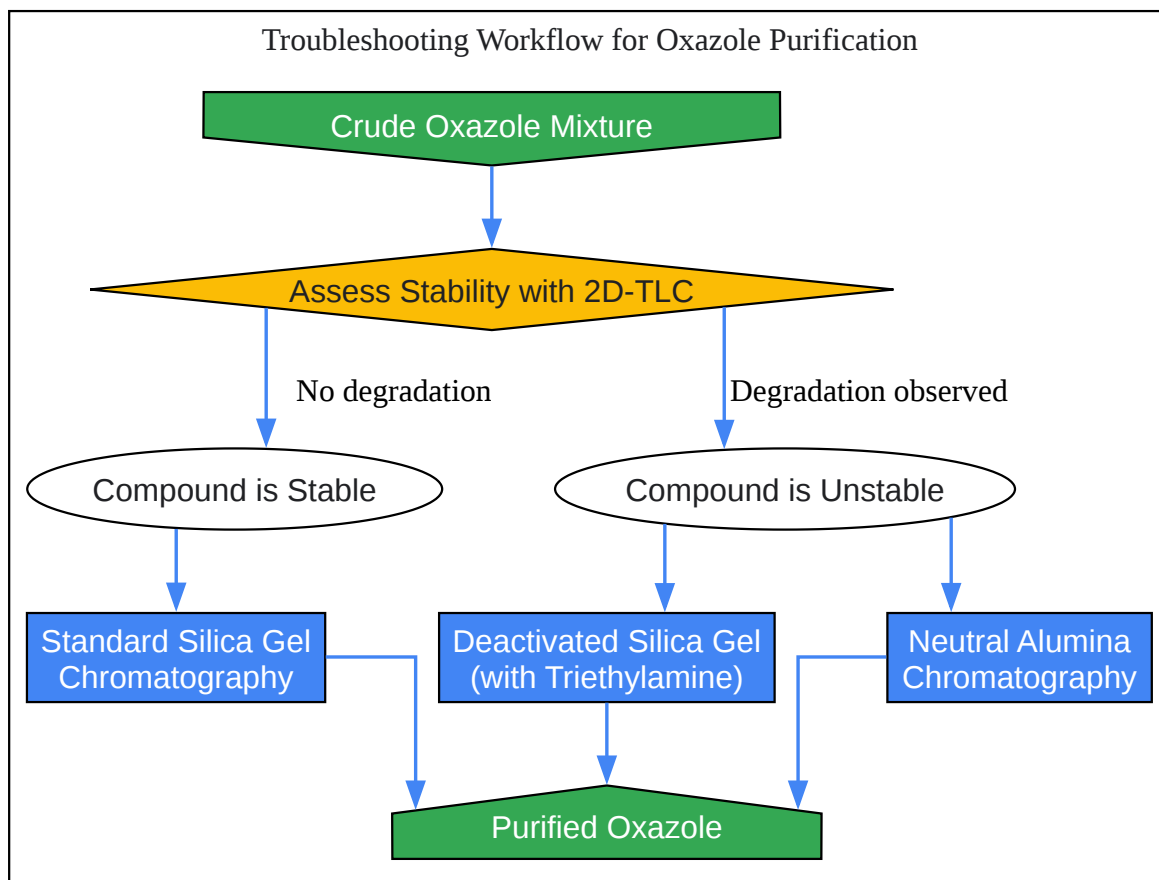 Troubleshooting Workflow for Oxazole Purification
Crude Oxazole Mixture
Assess Stability with 2D-TLC
No degradation
Degradation observed
Compound is Stable
Compound is Unstable
Standard Silica Gel
Chromatography
Deactivated Silica Gel
(with Triethylamine)
Neutral Alumina
Chromatography
Purified Oxazole